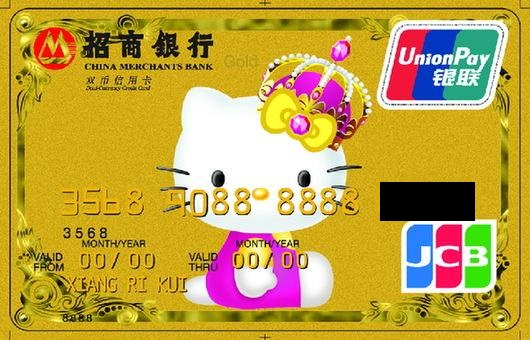 招商銀行
CHINA MERCHANTS BANK
双币信用卡
Dual-Currency Credit Card
Gold
UnionPay
银联
3568 9088 8888
3568
MONTH/YEAR MONTH/YEAR
VALID FROM 00/00 VALID THRU 00/00
XIANG RI KUI
JCB
8888